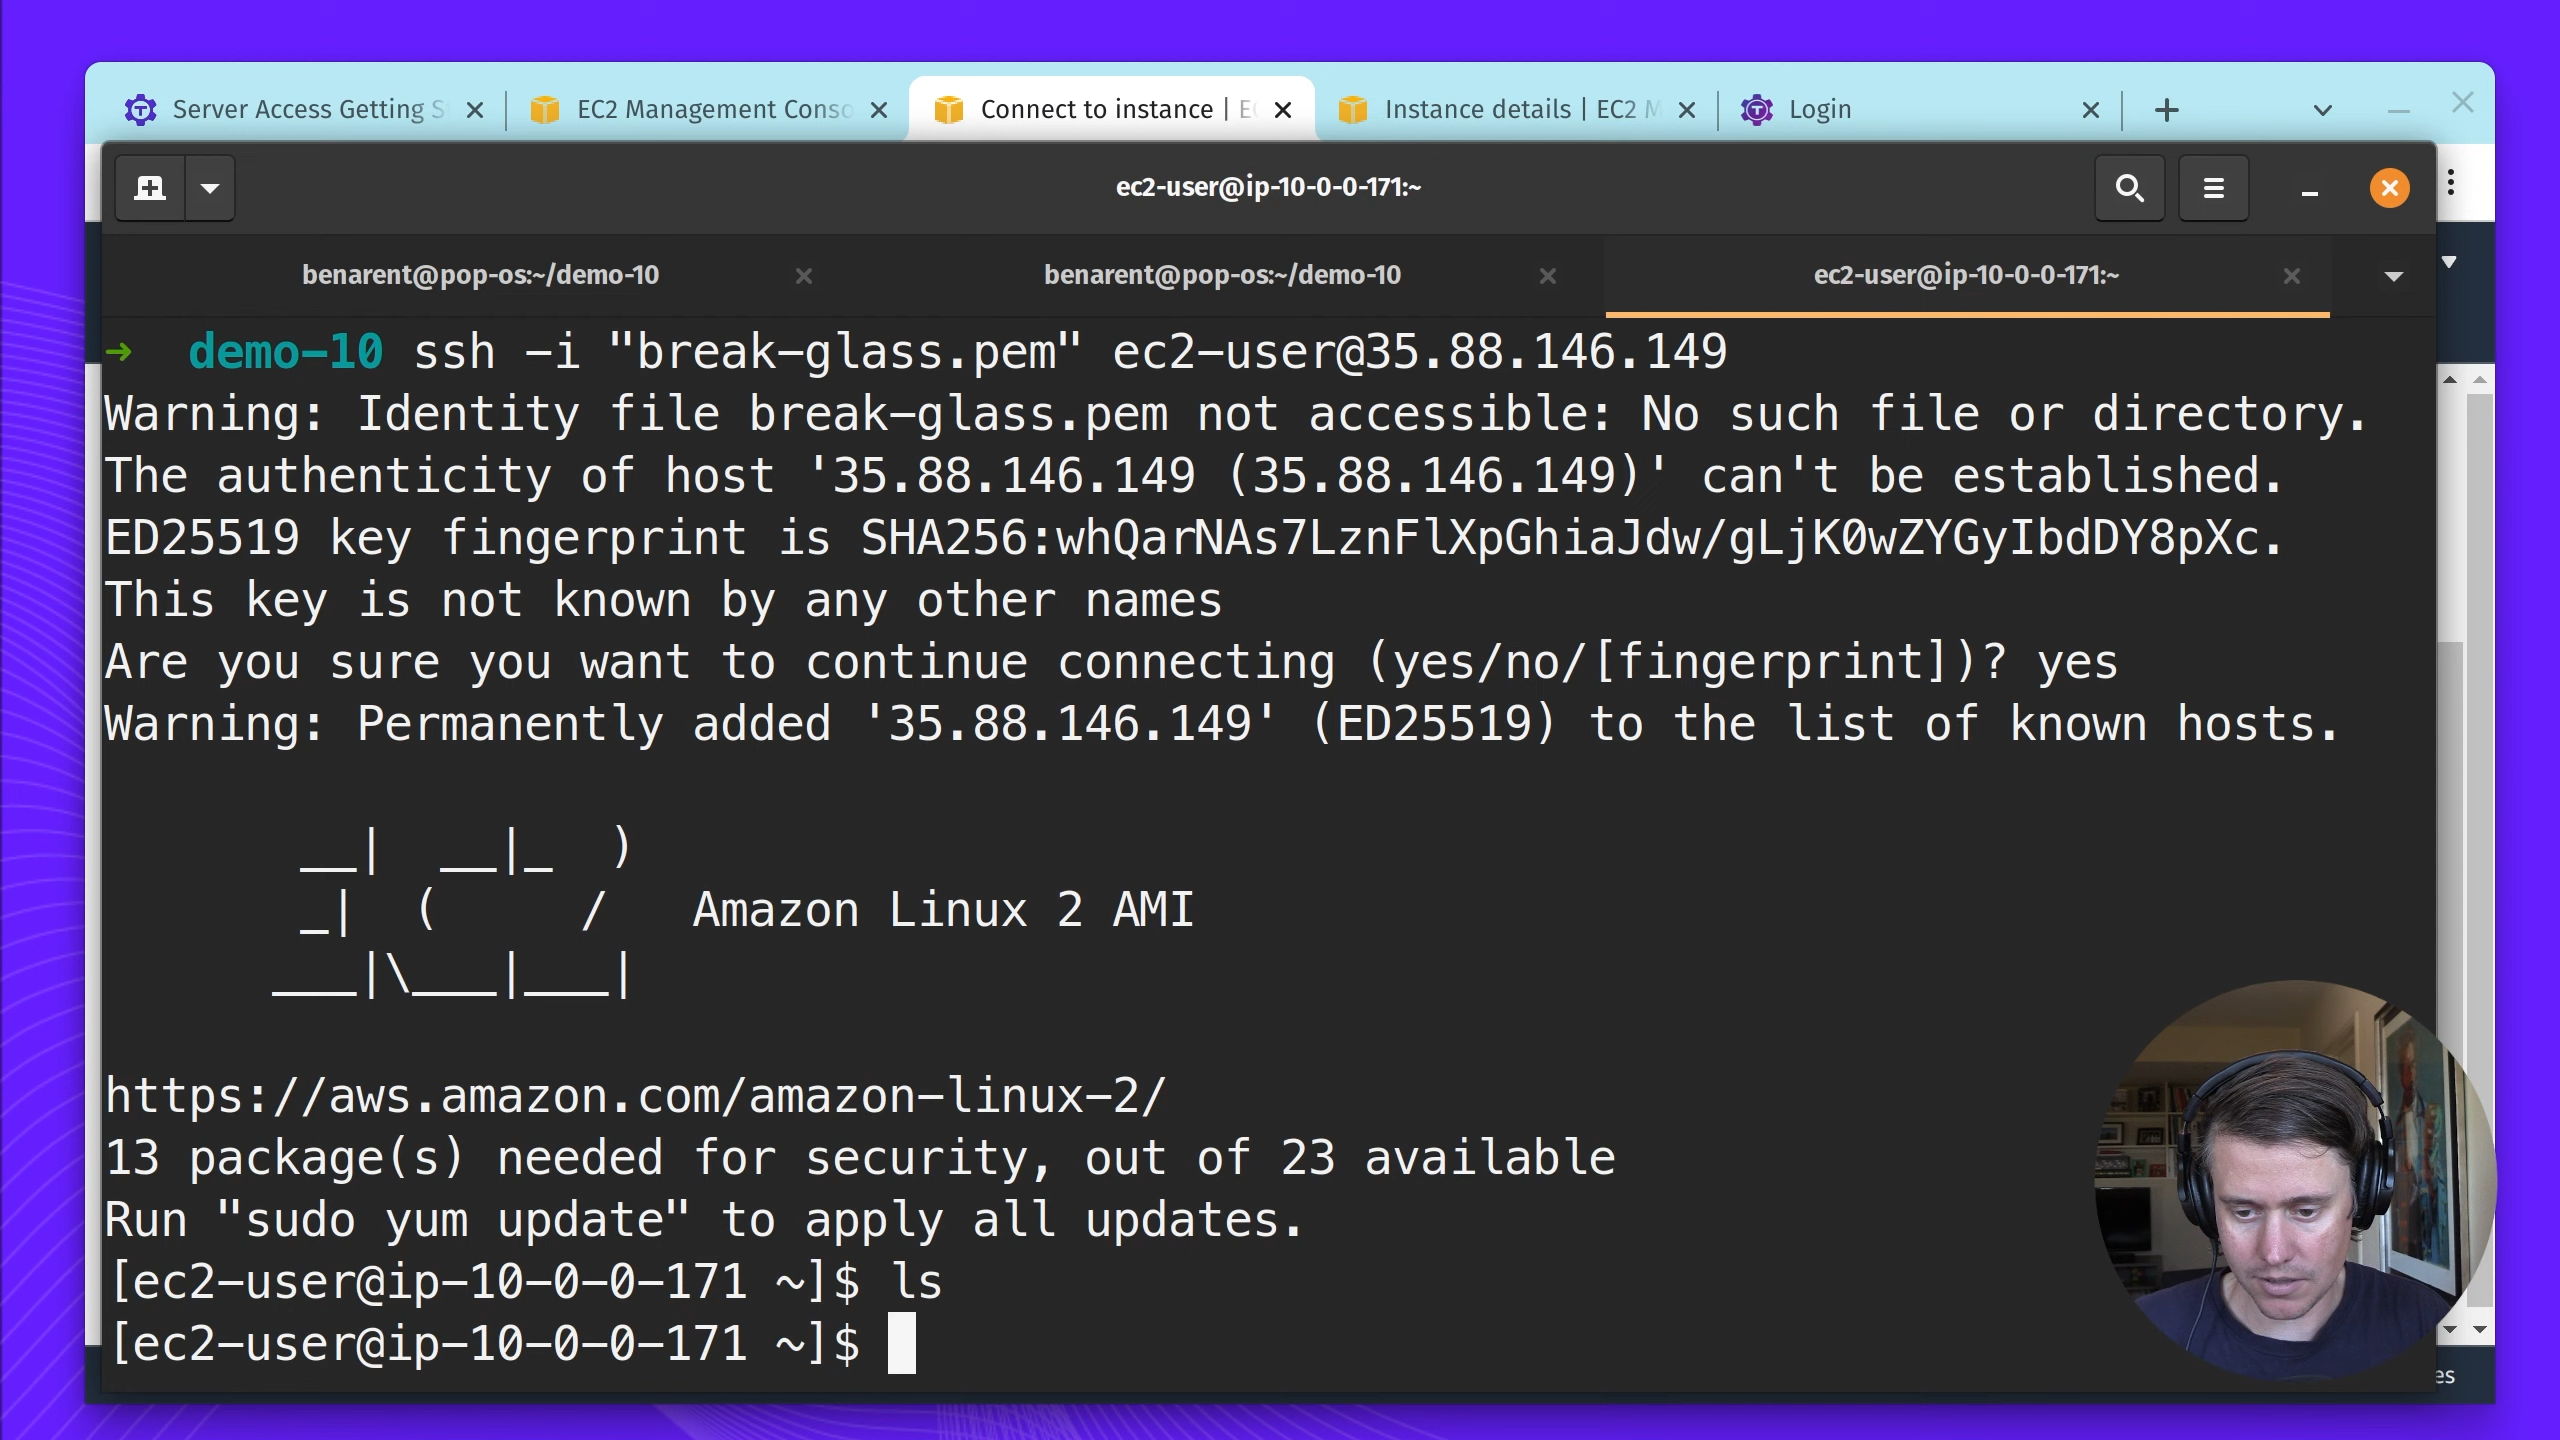 Server Access Getting S
EC2 Management Conso
Connect to instance | EC
Instance details | EC2 M
Login
ec2-user@ip-10-0-0-171:~
benarent@pop-os:~/demo-10
benarent@pop-os:~/demo-10
ec2-user@ip-10-0-0-171:~
➜ demo-10 ssh -i "break-glass.pem" ec2-user@35.88.146.149
Warning: Identity file break-glass.pem not accessible: No such file or directory.
The authenticity of host '35.88.146.149 (35.88.146.149)' can't be established.
ED25519 key fingerprint is SHA256:whQarNAs7LznFlXpGhiaJdw/gLjK0wZYGyIbdDY8pXc.
This key is not known by any other names
Are you sure you want to continue connecting (yes/no/[fingerprint])? yes
Warning: Permanently added '35.88.146.149' (ED25519) to the list of known hosts.
__|  __|_  )
_|  (     /   Amazon Linux 2 AMI
___|\___|___|
https://aws.amazon.com/amazon-linux-2/
13 package(s) needed for security, out of 23 available
Run "sudo yum update" to apply all updates.
[ec2-user@ip-10-0-0-171 ~]$ ls
[ec2-user@ip-10-0-0-171 ~]$
es